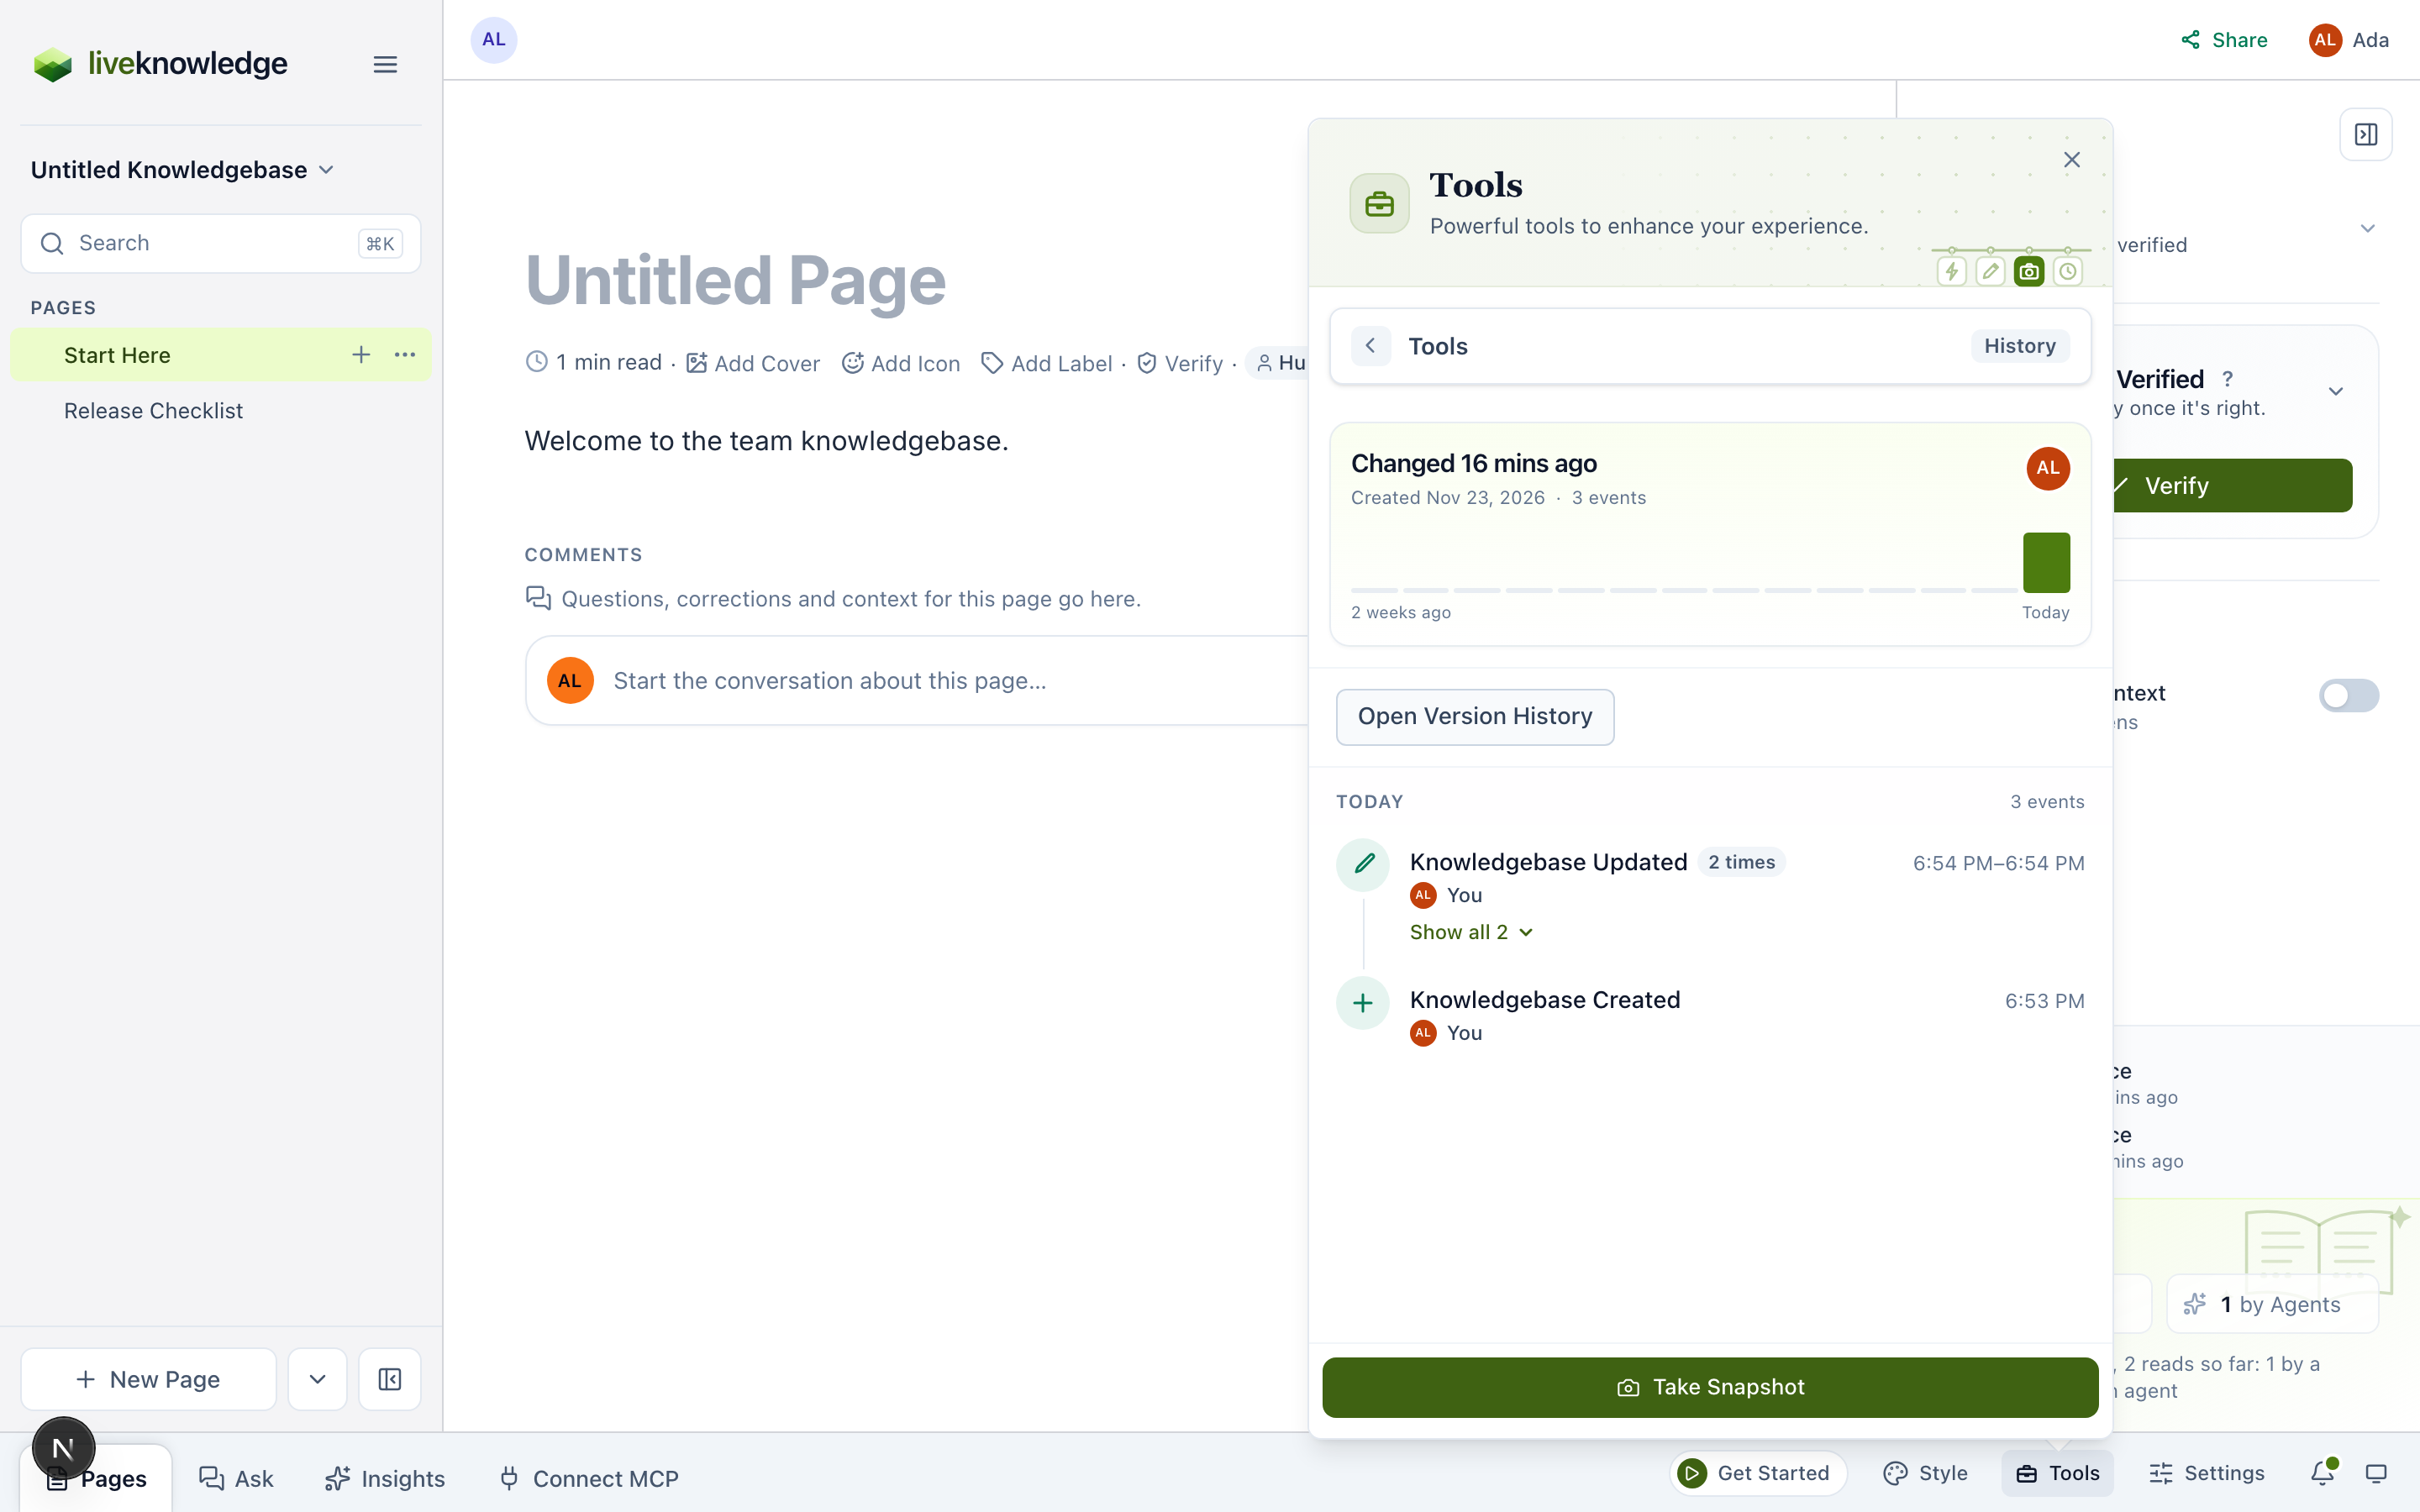 liveknowledge
Untitled Knowledgebase
Search
⌘K
PAGES
Start Here
Release Checklist
New Page
AL
Share
AL
Ada
Untitled Page
1 min read · Add Cover Add Icon Add Label · Verify · Hu
Welcome to the team knowledgebase.
COMMENTS
Questions, corrections and context for this page go here.
AL
Start the conversation about this page...
Tools
Powerful tools to enhance your experience.
Tools
History
Changed 16 mins ago
AL
Created Nov 23, 2026 · 3 events
2 weeks ago
Today
Open Version History
TODAY
3 events
Knowledgebase Updated 2 times 6:54 PM–6:54 PM
AL You
Show all 2
Knowledgebase Created 6:53 PM
AL You
Take Snapshot
verified
Verified ?
y once it's right.
Verify
ntext
ns
ce
ins ago
ce
mins ago
1 by Agents
, 2 reads so far: 1 by a
agent
N
Pages
Ask
Insights
Connect MCP
Get Started
Style
Tools
Settings